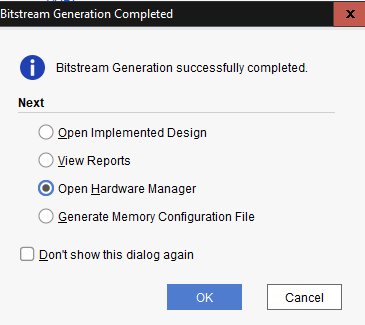 Bitstream Generation Completed
X
Bitstream Generation successfully completed.
Next
Open Implemented Design
View Reports
Open Hardware Manager
Generate Memory Configuration File
Don't show this dialog again
OK
Cancel